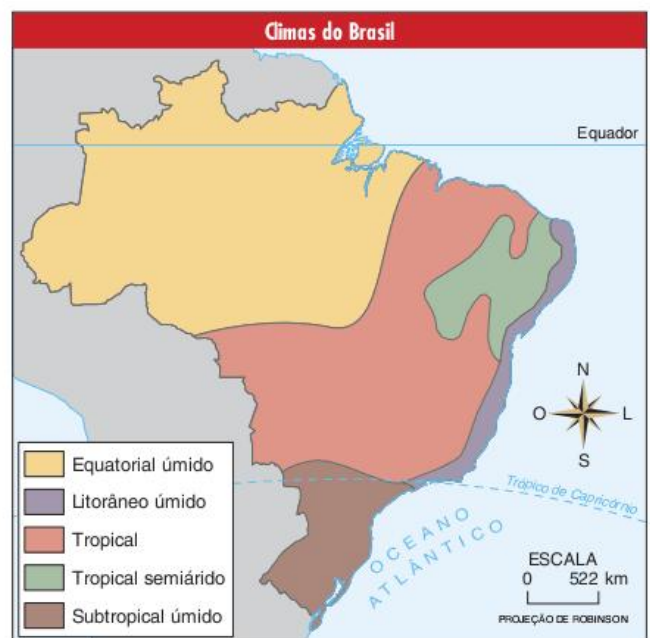 Climas do Brasil
Equador
N
O
L
S
Trópico de Capricórnio
OCEANO
ATLÂNTICO
Equatorial úmido
Litorâneo úmido
Tropical
Tropical semiárido
Subtropical úmido
ESCALA
0 522 km
PROJEÇÃO DE ROBINSON